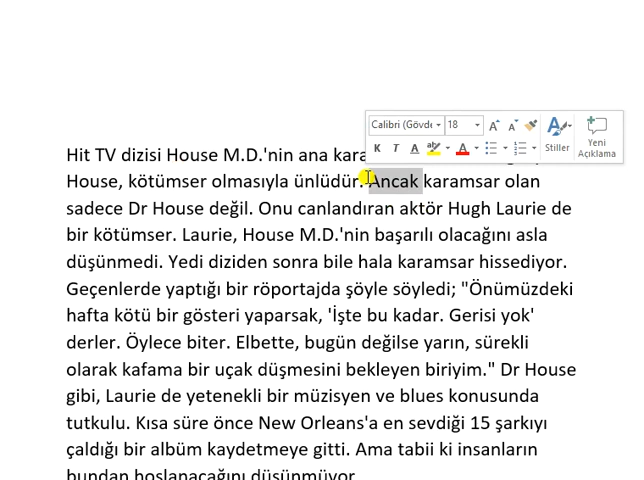 Calibri (Gövde
18
K T A
Stiller
Yeni
Açıklama
Hit TV dizisi House M.D.'nin ana
House, kötümser olmasıyla ünlüdür. Ancak karamsar olan
sadece Dr House değil. Onu canlandıran aktör Hugh Laurie de
bir kötümser. Laurie, House M.D.'nin başarılı olacağını asla
düşünmedi. Yedi diziden sonra bile hala karamsar hissediyor.
Geçenlerde yaptığı bir röportajda şöyle söyledi; "Önümüzdeki
hafta kötü bir gösteri yaparsak, 'İşte bu kadar. Gerisi yok'
derler. Öylece biter. Elbette, bugün değilse yarın, sürekli
olarak kafama bir uçak düşmesini bekleyen biriyim." Dr House
gibi, Laurie de yetenekli bir müzisyen ve blues konusunda
tutkulu. Kısa süre önce New Orleans'a en sevdiği 15 şarkıyı
çaldığı bir albüm kaydetmeye gitti. Ama tabii ki insanların
bundan hoşlanacağını düşünmüyor.